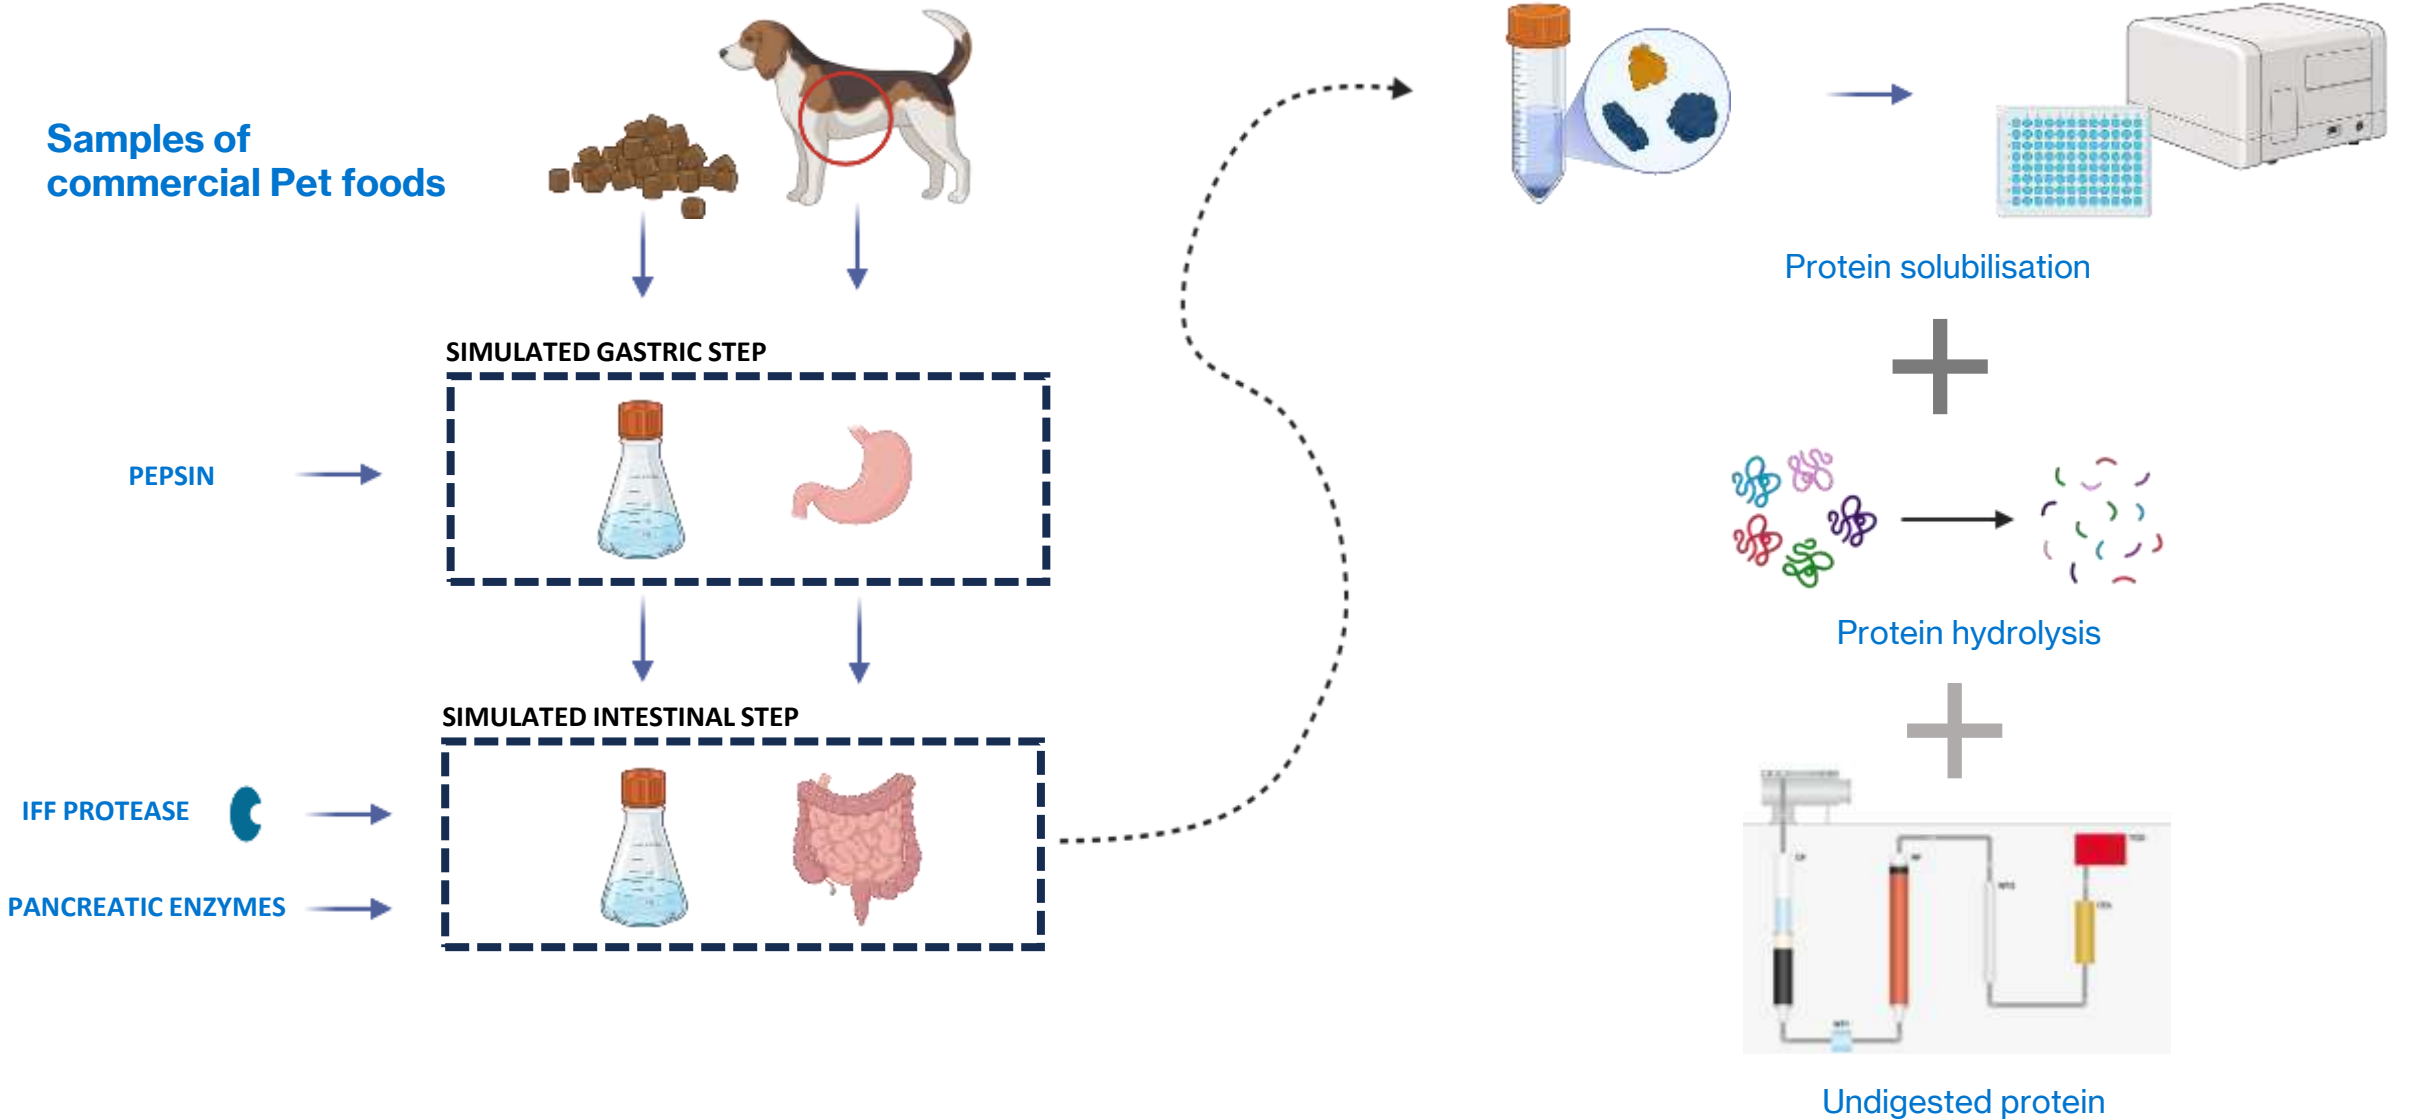 Samples of
commercial Pet foods
SIMULATED GASTRIC STEP
PEPSIN
SIMULATED INTESTINAL STEP
IFF PROTEASE
PANCREATIC ENZYMES
Protein solubilisation
Protein hydrolysis
Undigested protein